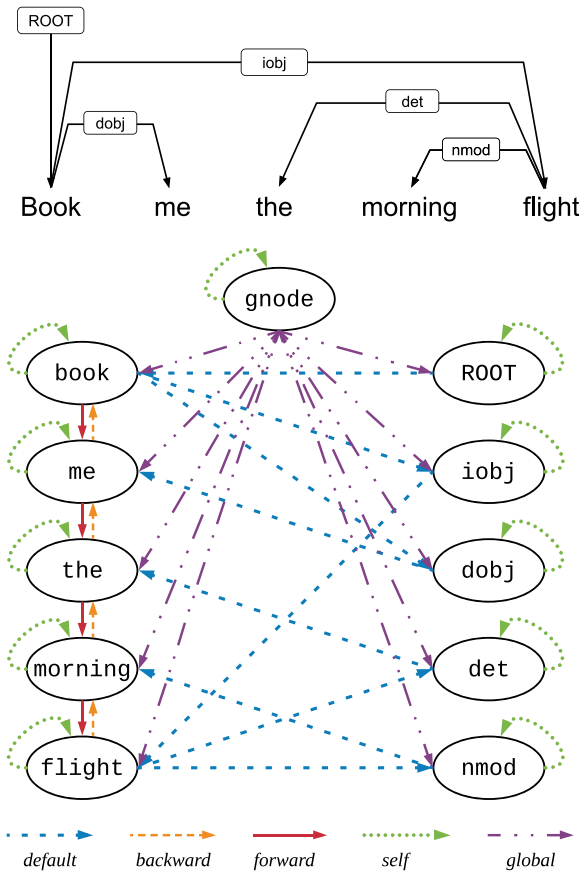 ROOT
iobj
det
dobj
nmod
Book me the morning flight
gnode
book ROOT
me iobj
the dobj
morning det
flight nmod
default backward forward self global